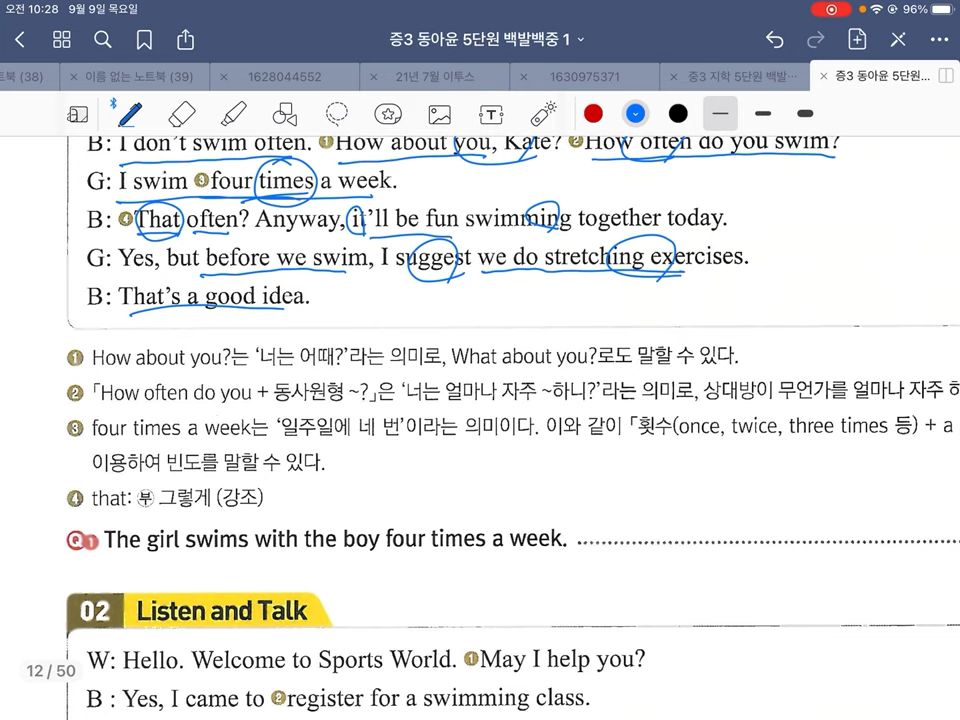 오전 10:28 9월 9일 목요일
96%
중3 동아윤 5단원 백발백중 1
트북 (38)
이름 없는 노트북 (39)
1628044552
21년 7월 이투스
1630975371
중3 지학 5단원 백발…
중3 동아윤 5단원…
B: I don't swim often. ❶How about you, Kate? ❷How often do you swim?
G: I swim ❸four times a week.
B: ❹That often? Anyway, it'll be fun swimming together today.
G: Yes, but before we swim, I suggest we do stretching exercises.
B: That's a good idea.
❶ How about you?는 '너는 어때?'라는 의미로, What about you?로도 말할 수 있다.
❷ 「How often do you + 동사원형 ~?」은 '너는 얼마나 자주 ~하니?'라는 의미로, 상대방이 무언가를 얼마나 자주 하
❸ four times a week는 '일주일에 네 번'이라는 의미이다. 이와 같이 「횟수(once, twice, three times 등) + a
이용하여 빈도를 말할 수 있다.
❹ that: ㊫ 그렇게 (강조)
Q1 The girl swims with the boy four times a week.
02 Listen and Talk
W: Hello. Welcome to Sports World. ❶May I help you?
12 / 50
B : Yes, I came to ❷register for a swimming class.